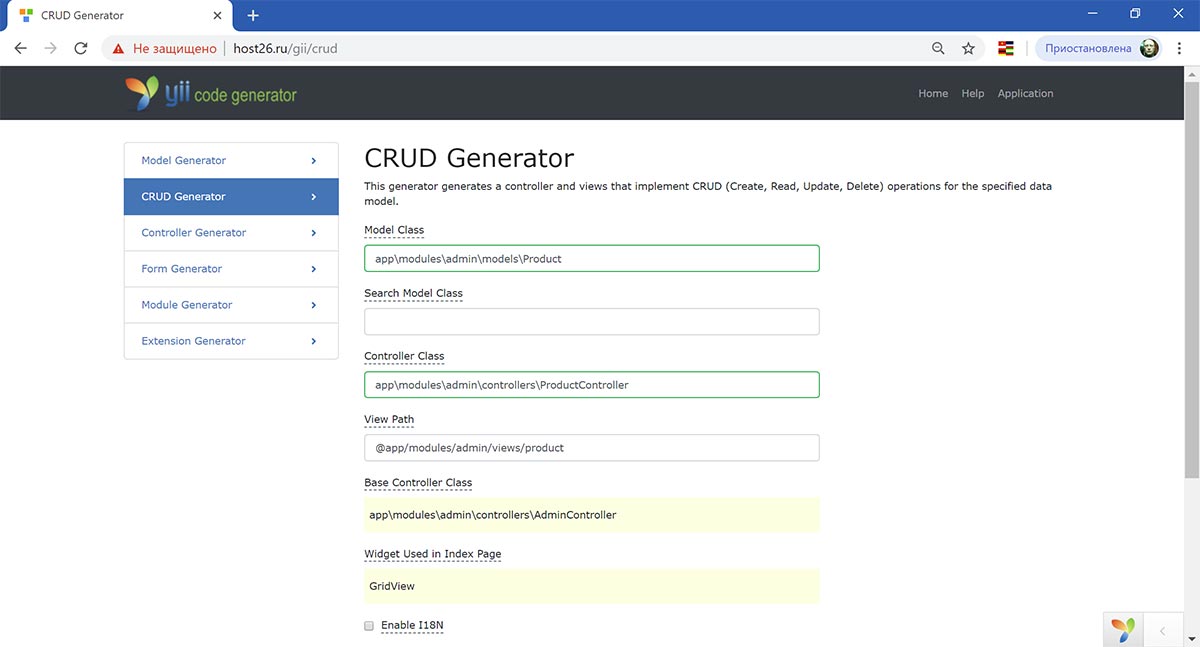 CRUD Generator
Не защищено
host26.ru/gii/crud
Приостановлена
yii code generator
Home Help Application
Model Generator
CRUD Generator
Controller Generator
Form Generator
Module Generator
Extension Generator
CRUD Generator
This generator generates a controller and views that implement CRUD (Create, Read, Update, Delete) operations for the specified data
model.
Model Class
app\modules\admin\models\Product
Search Model Class
Controller Class
app\modules\admin\controllers\ProductController
View Path
@app/modules/admin/views/product
Base Controller Class
app\modules\admin\controllers\AdminController
Widget Used in Index Page
GridView
Enable I18N